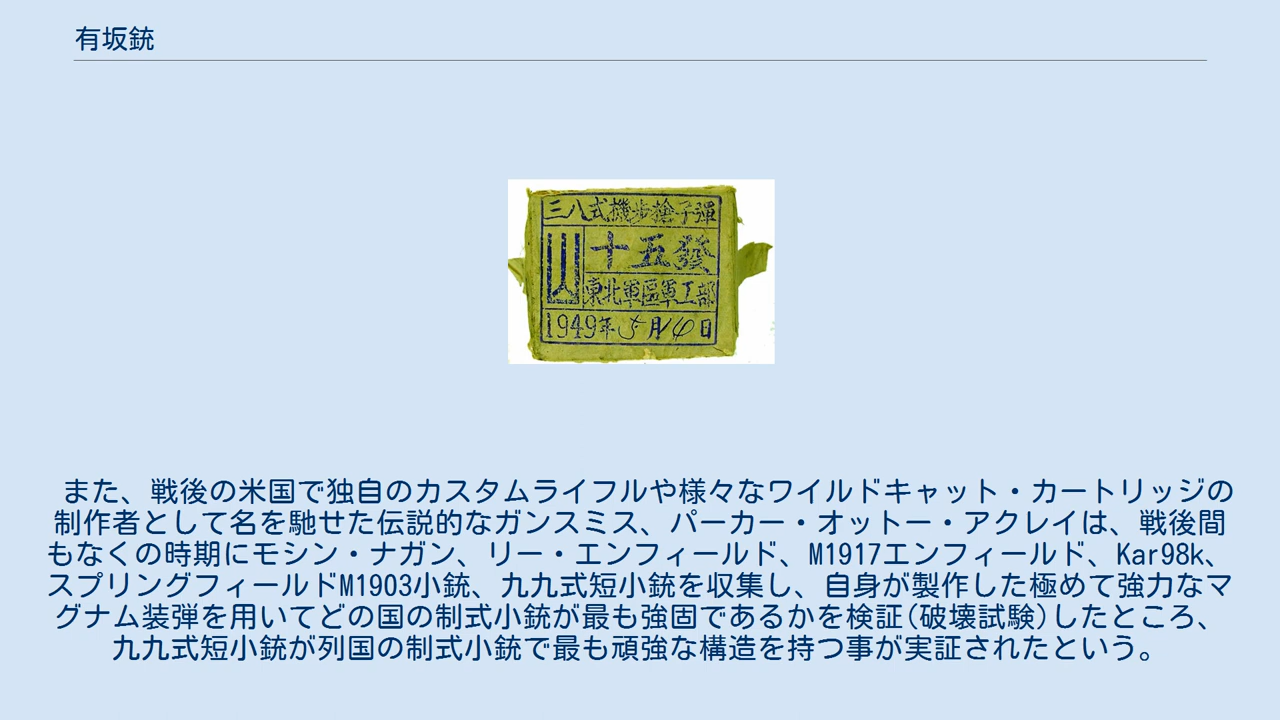 有坂銃
三八式機步槍子彈
十五發
東北軍區軍工部
1949年5月10日
また、戦後の米国で独自のカスタムライフルや様々なワイルドキャット・カートリッジの
制作者として名を馳せた伝説的なガンスミス、パーカー・オットー・アクレイは、戦後間
もなくの時期にモシン・ナガン、リー・エンフィールド、M1917エンフィールド、Kar98k、
スプリングフィールドM1903小銃、九九式短小銃を収集し、自身が製作した極めて強力なマ
グナム装弾を用いてどの国の制式小銃が最も強固であるかを検証(破壊試験)したところ、
九九式短小銃が列国の制式小銃で最も頑強な構造を持つ事が実証されたという。